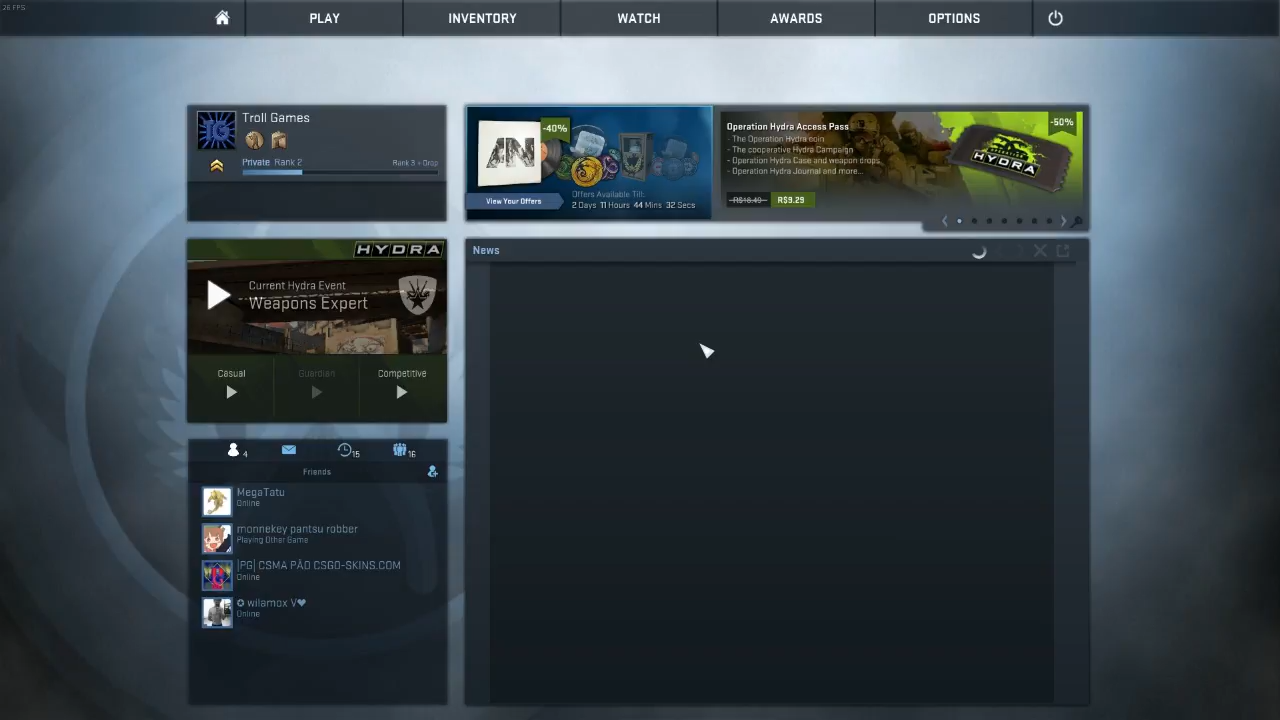 26 FPS
PLAY
INVENTORY
WATCH
AWARDS
OPTIONS
Troll Games
Private Rank 2
Rank 3 + Drop
-40%
View Your Offers
Offers Available Till:
2 Days 11 Hours 44 Mins 32 Secs
Operation Hydra Access Pass
- The Operation Hydra coin
- The cooperative Hydra Campaign
- Operation Hydra Case and weapon drops
- Operation Hydra Journal and more...
R$18.49 R$9.29
-50%
HYDRA
HYDRA
Current Hydra Event
Weapons Expert
Casual
Guardian
Competitive
News
4
15
16
Friends
MegaTatu
Online
monnekey pantsu robber
Playing Other Game
|PG| CSMA PÃO CSGO-SKINS.COM
Online
✪ wilamox V♥
Online